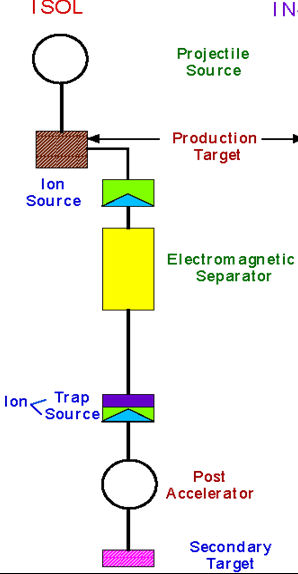 ISOL
Projectile
Source
Production
Target
Ion
Source
Electromagnetic
Separator
Ion
Trap
Source
Post
Accelerator
Secondary
Target